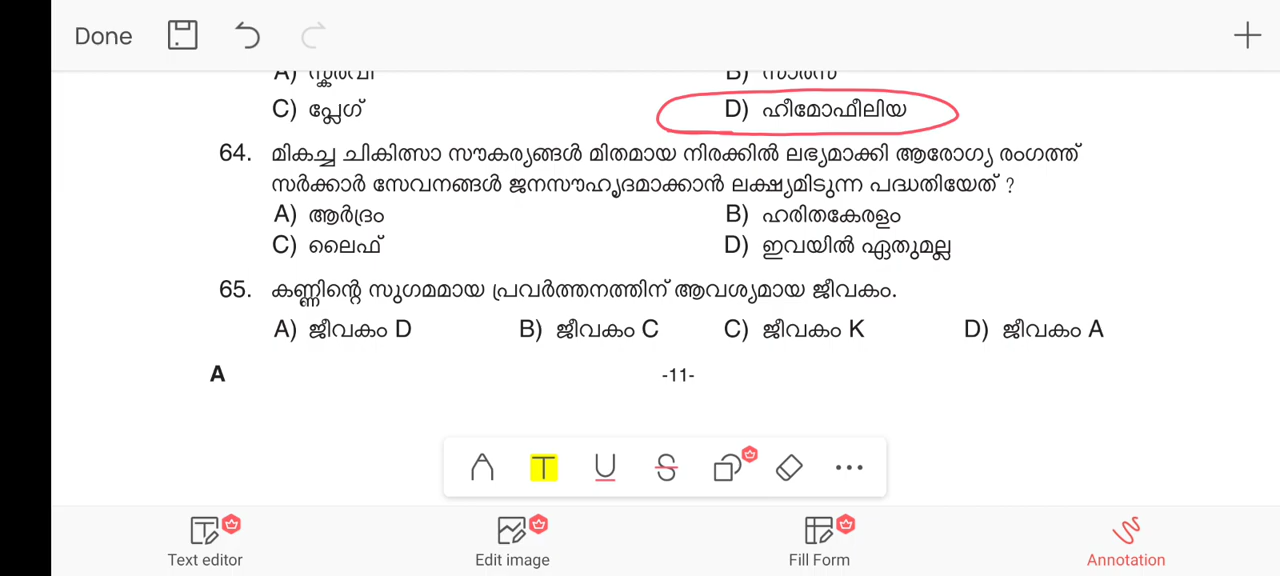 Done
A) സ്കർവി B) സാർസ്
C) പ്ലേഗ് D) ഹീമോഫീലിയ
64. മികച്ച ചികിത്സാ സൗകര്യങ്ങൾ മിതമായ നിരക്കിൽ ലഭ്യമാക്കി ആരോഗ്യ രംഗത്ത്
സർക്കാർ സേവനങ്ങൾ ജനസൗഹൃദമാക്കാൻ ലക്ഷ്യമിടുന്ന പദ്ധതിയേത് ?
A) ആർദ്രം B) ഹരിതകേരളം
C) ലൈഫ് D) ഇവയിൽ ഏതുമല്ല
65. കണ്ണിന്റെ സുഗമമായ പ്രവർത്തനത്തിന് ആവശ്യമായ ജീവകം.
A) ജീവകം D B) ജീവകം C C) ജീവകം K D) ജീവകം A
A -11-
Text editor Edit image Fill Form Annotation